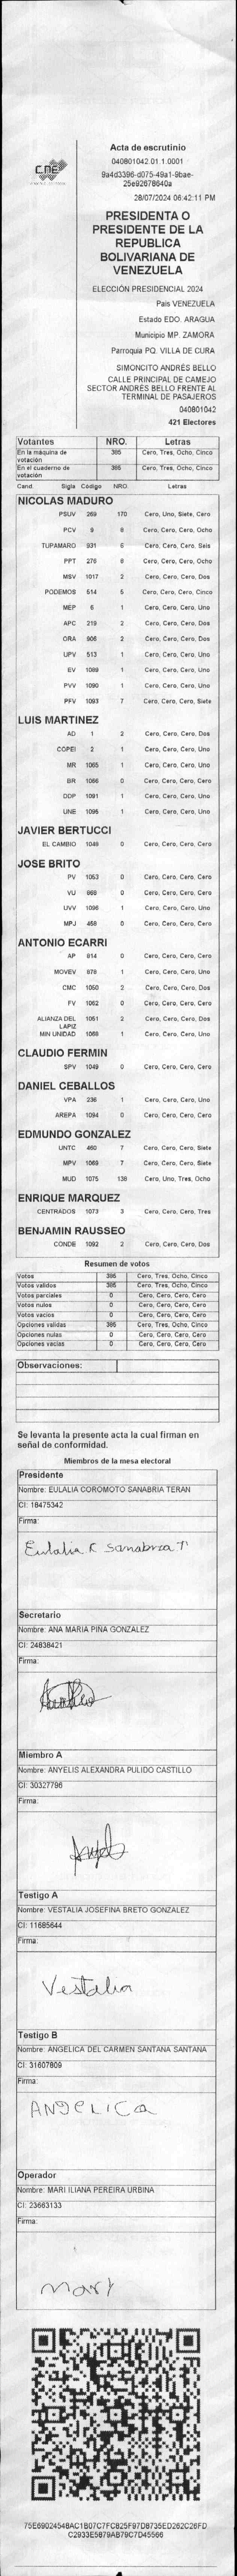 Acta de escrutinio
CNE
040801042.01.1.0001
9a4d3396-d075-49a1-9bae-
25e92678640a
28/07/2024 06:42:11 PM
PRESIDENTA O
PRESIDENTE DE LA
REPUBLICA
BOLIVARIANA DE
VENEZUELA
ELECCIÓN PRESIDENCIAL 2024
País VENEZUELA
Estado EDO. ARAGUA
Municipio MP. ZAMORA
Parroquia PQ. VILLA DE CURA
SIMONCITO ANDRÉS BELLO
CALLE PRINCIPAL DE CAMEJO
SECTOR ANDRÉS BELLO FRENTE AL
TERMINAL DE PASAJEROS
040801042
421 Electores
Votantes NRO. Letras
En la máquina de votación 385 Cero, Tres, Ocho, Cinco
En el cuaderno de votación 385 Cero, Tres, Ocho, Cinco
Cand. Sigla Código NRO. Letras
NICOLAS MADURO
PSUV 269 170 Cero, Uno, Siete, Cero
PCV 9 8 Cero, Cero, Cero, Ocho
TUPAMARO 931 6 Cero, Cero, Cero, Seis
PPT 276 8 Cero, Cero, Cero, Ocho
MSV 1017 2 Cero, Cero, Cero, Dos
PODEMOS 514 5 Cero, Cero, Cero, Cinco
MEP 6 1 Cero, Cero, Cero, Uno
APC 219 2 Cero, Cero, Cero, Dos
ORA 906 2 Cero, Cero, Cero, Dos
UPV 513 1 Cero, Cero, Cero, Uno
EV 1089 1 Cero, Cero, Cero, Uno
PVV 1090 1 Cero, Cero, Cero, Uno
PFV 1093 7 Cero, Cero, Cero, Siete
LUIS MARTINEZ
AD 1 2 Cero, Cero, Cero, Dos
COPEI 2 1 Cero, Cero, Cero, Uno
MR 1065 1 Cero, Cero, Cero, Uno
BR 1066 0 Cero, Cero, Cero, Cero
DDP 1091 1 Cero, Cero, Cero, Uno
UNE 1095 1 Cero, Cero, Cero, Uno
JAVIER BERTUCCI
EL CAMBIO 1048 0 Cero, Cero, Cero, Cero
JOSE BRITO
PV 1053 0 Cero, Cero, Cero, Cero
VU 968 0 Cero, Cero, Cero, Cero
UVV 1096 1 Cero, Cero, Cero, Uno
MPJ 458 0 Cero, Cero, Cero, Cero
ANTONIO ECARRI
AP 914 0 Cero, Cero, Cero, Cero
MOVEV 879 1 Cero, Cero, Cero, Uno
CMC 1050 2 Cero, Cero, Cero, Dos
FV 1062 0 Cero, Cero, Cero, Cero
ALIANZA DEL LAPIZ 1051 2 Cero, Cero, Cero, Dos
MIN UNIDAD 1088 1 Cero, Cero, Cero, Uno
CLAUDIO FERMIN
SPV 1049 0 Cero, Cero, Cero, Cero
DANIEL CEBALLOS
VPA 236 1 Cero, Cero, Cero, Uno
AREPA 1094 0 Cero, Cero, Cero, Cero
EDMUNDO GONZALEZ
UNTC 460 7 Cero, Cero, Cero, Siete
MPV 1069 7 Cero, Cero, Cero, Siete
MUD 1075 138 Cero, Uno, Tres, Ocho
ENRIQUE MARQUEZ
CENTRADOS 1073 3 Cero, Cero, Cero, Tres
BENJAMIN RAUSSEO
CONDE 1092 2 Cero, Cero, Cero, Dos
Resumen de votos
Votos 385 Cero, Tres, Ocho, Cinco
Votos validos 385 Cero, Tres, Ocho, Cinco
Votos parciales 0 Cero, Cero, Cero, Cero
Votos nulos 0 Cero, Cero, Cero, Cero
Votos vacios 0 Cero, Cero, Cero, Cero
Opciones validas 385 Cero, Tres, Ocho, Cinco
Opciones nulas 0 Cero, Cero, Cero, Cero
Opciones vacias 0 Cero, Cero, Cero, Cero
Observaciones:
Se levanta la presente acta la cual firman en
señal de conformidad.
Miembros de la mesa electoral
Presidente
Nombre: EULALIA COROMOTO SANABRIA TERAN
CI: 18475342
Firma:
Eulalia C Sanabria T
Secretario
Nombre: ANA MARIA PIÑA GONZALEZ
CI: 24838421
Firma:
Miembro A
Nombre: ANYELIS ALEXANDRA PULIDO CASTILLO
CI: 30327796
Firma:
Testigo A
Nombre: VESTALIA JOSEFINA BRETO GONZALEZ
CI: 11685644
Firma:
Vestalia
Testigo B
Nombre: ANGELICA DEL CARMEN SANTANA SANTANA
CI: 31607809
Firma:
ANGELICA
Operador
Nombre: MARI ILIANA PEREIRA URBINA
CI: 23663133
Firma:
Mary
75E69024548AC1B07C7FC825F97D8735ED262C26FD
C2933E5879AB79C7D45566